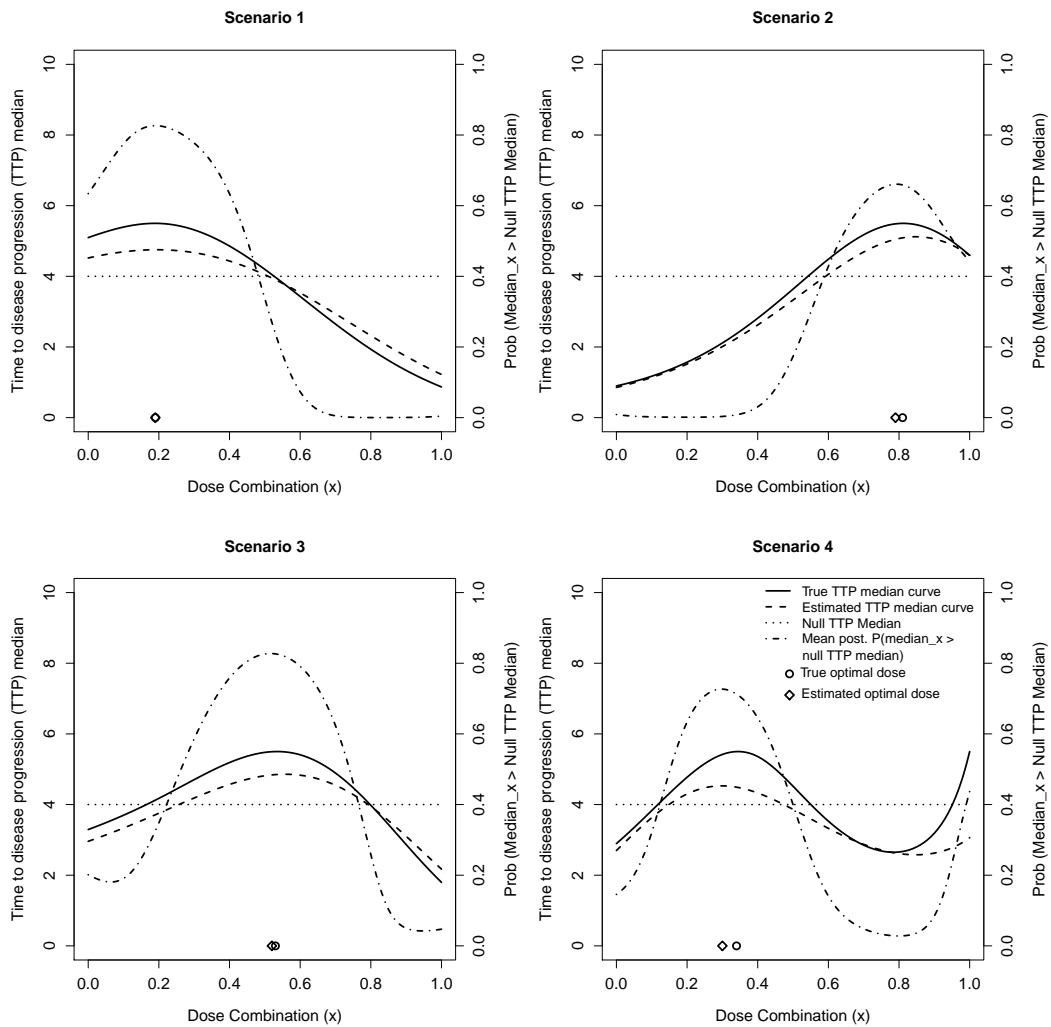 Scenario 1
Time to disease progression (TTP) median
0 2 4 6 8 10
0.0 0.2 0.4 0.6 0.8 1.0
Prob (Median_x > Null TTP Median)
0.0 0.2 0.4 0.6 0.8 1.0
Dose Combination (x)
Scenario 2
Time to disease progression (TTP) median
0 2 4 6 8 10
0.0 0.2 0.4 0.6 0.8 1.0
Prob (Median_x > Null TTP Median)
0.0 0.2 0.4 0.6 0.8 1.0
Dose Combination (x)
Scenario 3
Time to disease progression (TTP) median
0 2 4 6 8 10
0.0 0.2 0.4 0.6 0.8 1.0
Prob (Median_x > Null TTP Median)
0.0 0.2 0.4 0.6 0.8 1.0
Dose Combination (x)
Scenario 4
Time to disease progression (TTP) median
0 2 4 6 8 10
True TTP median curve
Estimated TTP median curve
Null TTP Median
Mean post. P(median_x >
null TTP median)
True optimal dose
Estimated optimal dose
0.0 0.2 0.4 0.6 0.8 1.0
Prob (Median_x > Null TTP Median)
0.0 0.2 0.4 0.6 0.8 1.0
Dose Combination (x)